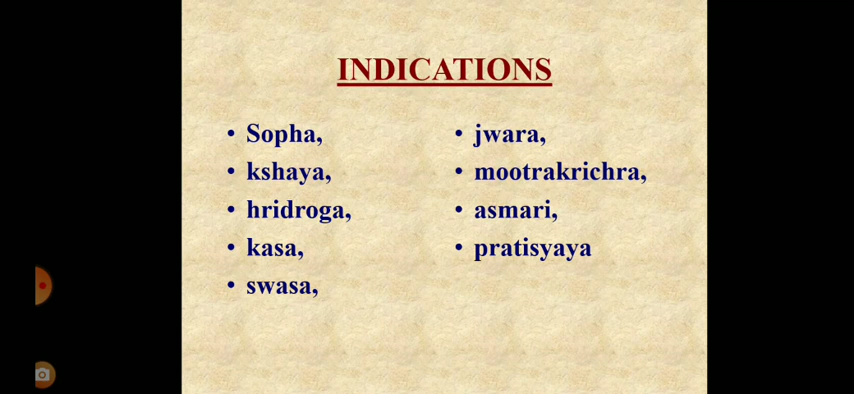 INDICATIONS
• Sopha,
• kshaya,
• hridroga,
• kasa,
• swasa,
• jwara,
• mootrakrichra,
• asmari,
• pratisyaya